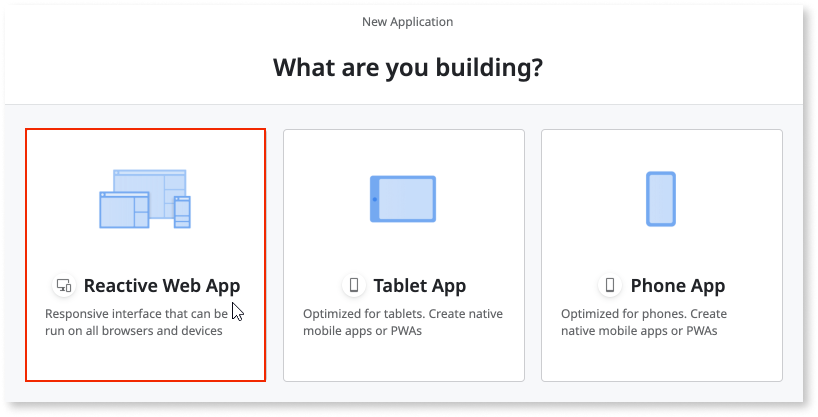 New Application
What are you building?
Reactive Web App
Responsive interface that can be
run on all browsers and devices
Tablet App
Optimized for tablets. Create native
mobile apps or PWAs
Phone App
Optimized for phones. Create
native mobile apps or PWAs